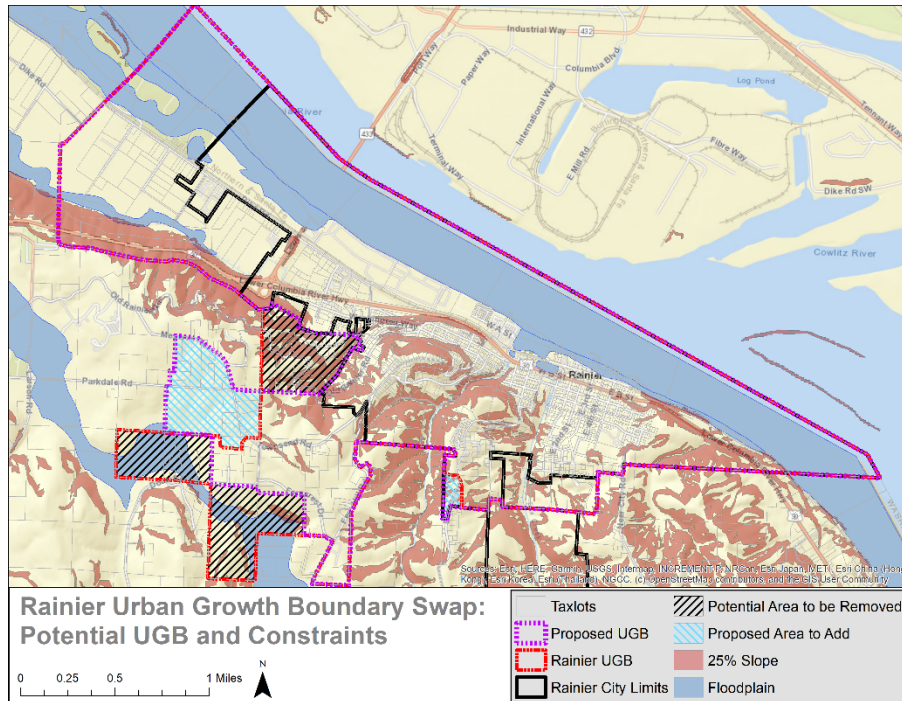 Industrial Way
432
Columbia Blvd
Paper Way
International Way
Log Pond
Tennant Way
Dike Rd
433
Terminal Way
E Mill Rd
Fibre Way
Dike Rd SW
Cowlitz River
Lower Columbia River Hwy
Old Rainier
W A St
Rainier
Parkdale Rd
Sources: Esri, HERE, Garmin, USGS, Intermap, INCREMENT P, NRCan, Esri Japan, METI, Esri China (Hong
Kong), Esri Korea, Esri (Thailand), NGCC, (c) OpenStreetMap contributors, and the GIS User Community
Rainier Urban Growth Boundary Swap:
Potential UGB and Constraints
0 0.25 0.5 1 Miles
N
Taxlots
Proposed UGB
Rainier UGB
Rainier City Limits
Potential Area to be Removed
Proposed Area to Add
25% Slope
Floodplain